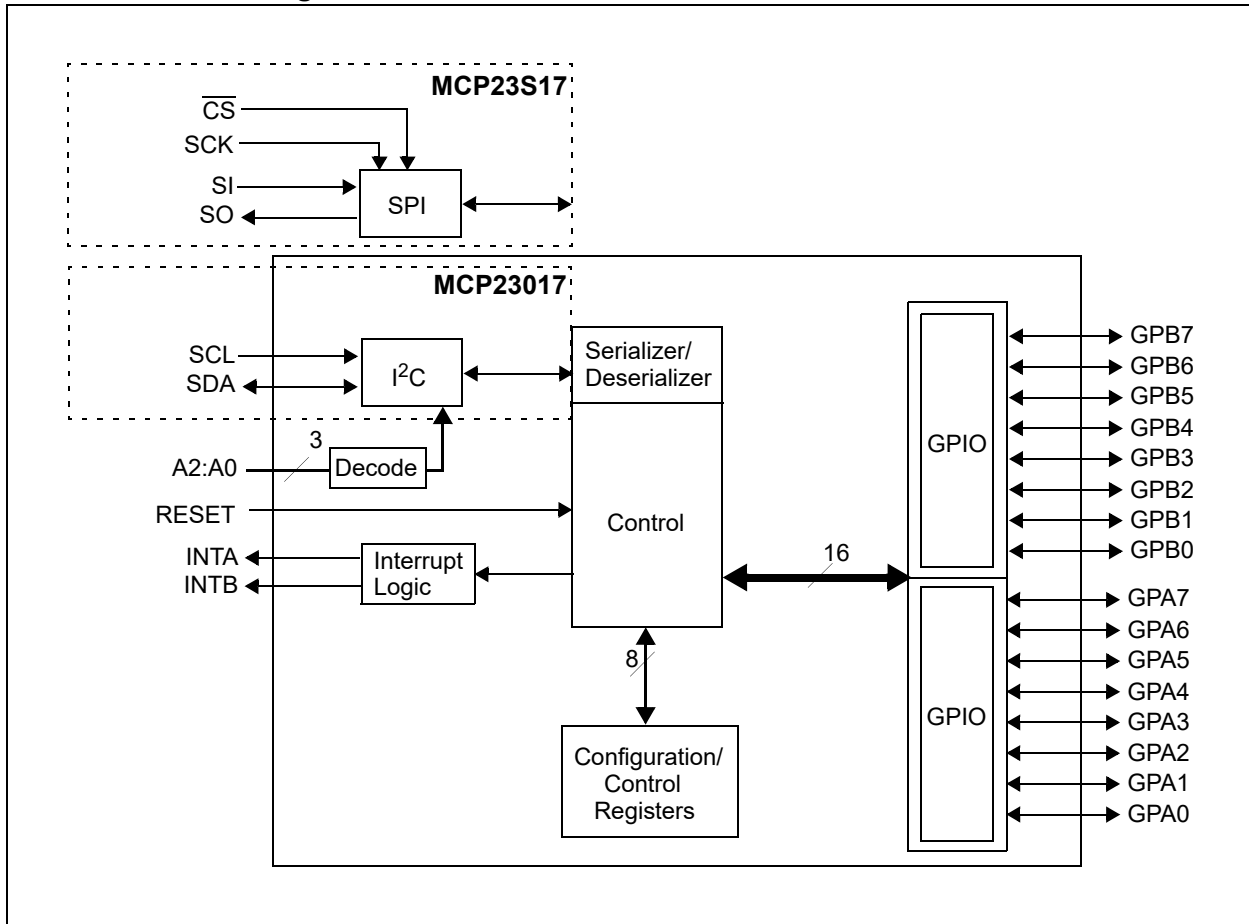 MCP23S17
CS
SCK
SI
SO
SPI
MCP23017
SCL
SDA
I²C
Serializer/
Deserializer
3
A2:A0
Decode
RESET
Control
INTA
INTB
Interrupt
Logic
16
8
Configuration/
Control
Registers
GPIO
GPB7
GPB6
GPB5
GPB4
GPB3
GPB2
GPB1
GPB0
GPIO
GPA7
GPA6
GPA5
GPA4
GPA3
GPA2
GPA1
GPA0